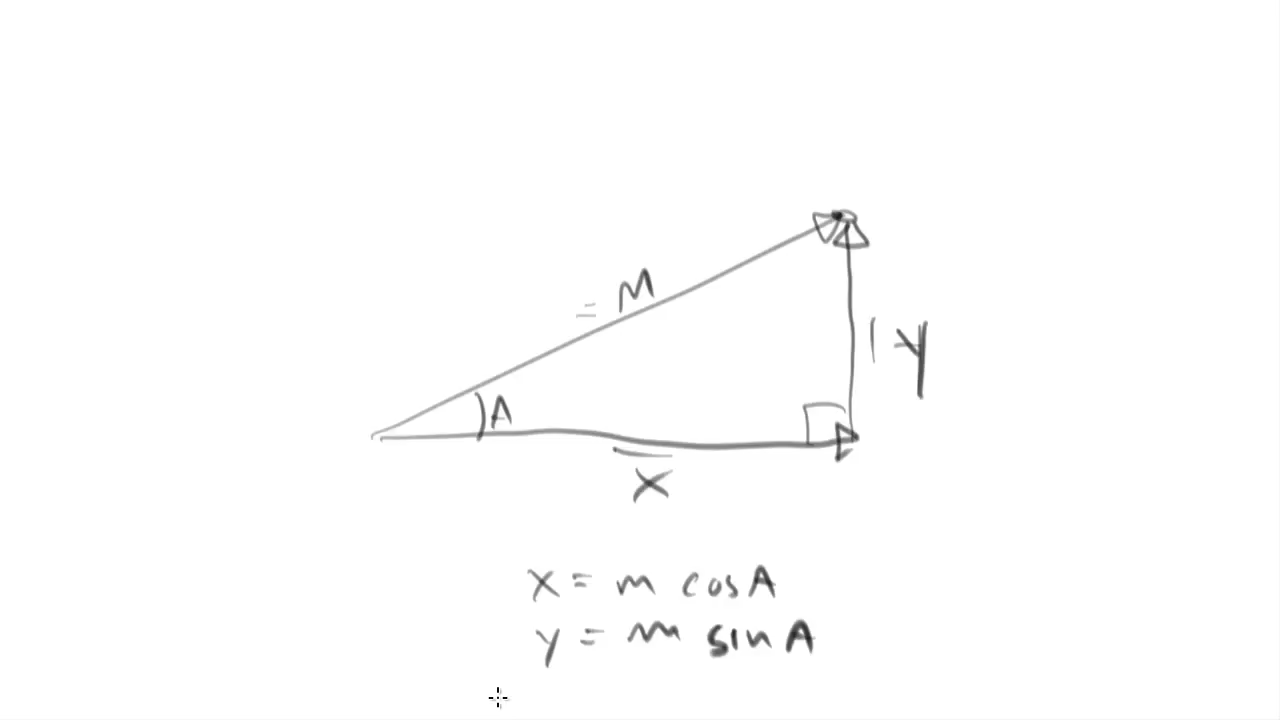 = M
A
| y
x
x = m cos A
y = m sin A